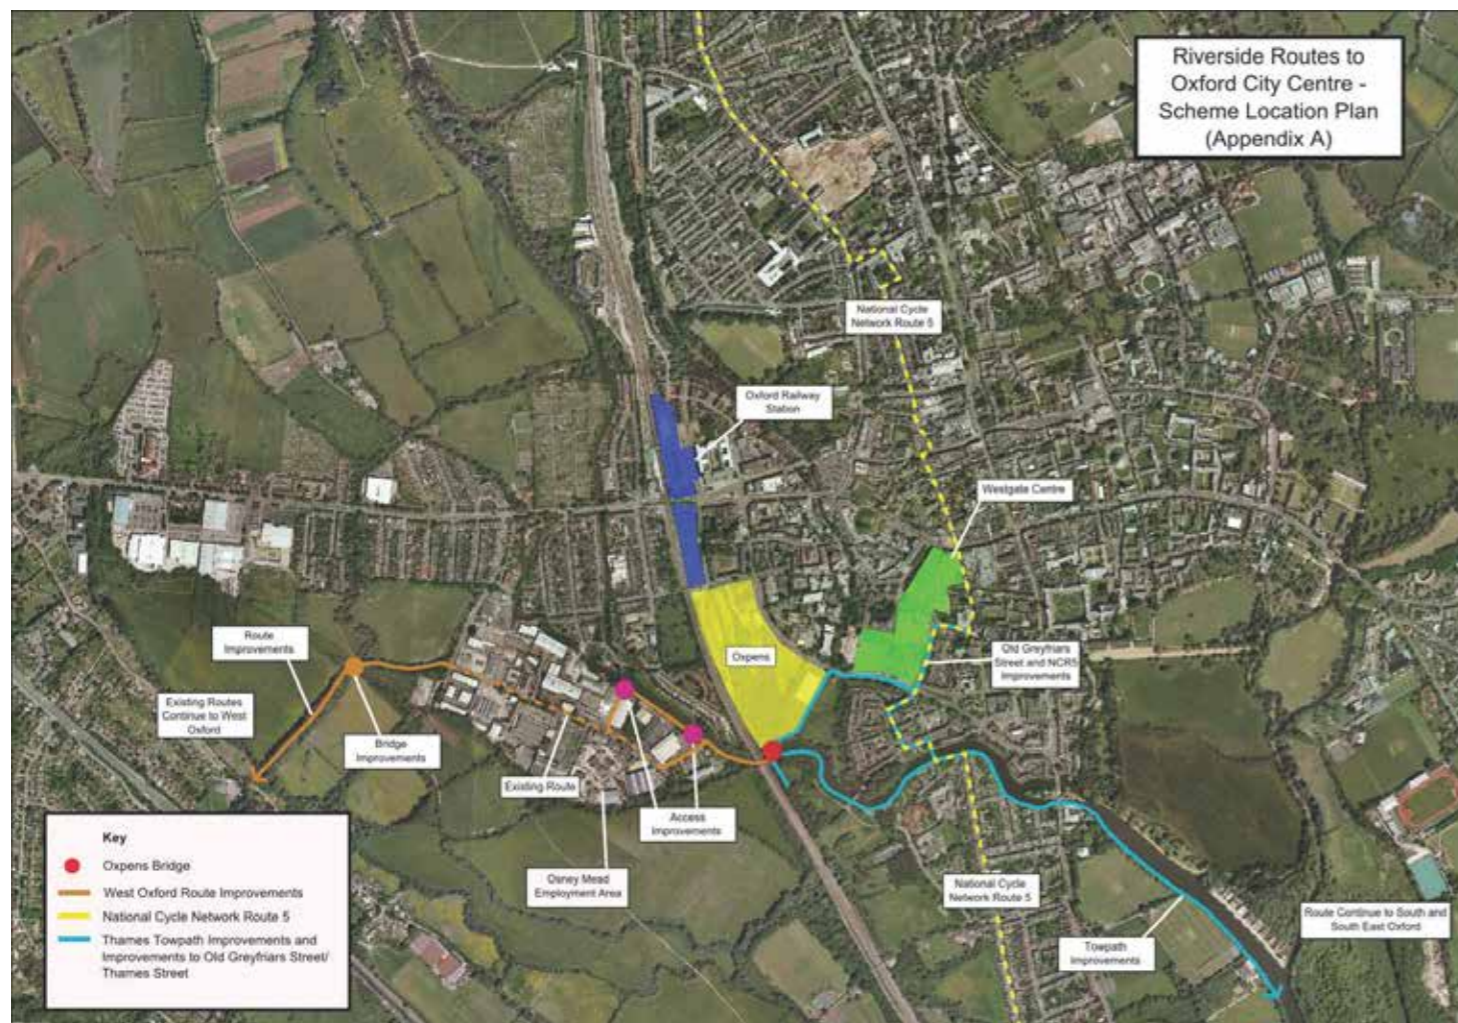 Riverside Routes to
Oxford City Centre -
Scheme Location Plan
(Appendix A)
National Cycle
Network Route 5
Oxford Railway
Station
Westgate Centre
Route
Improvements
Oxpens
Old Greyfriars
Street and NCR5
Improvements
Existing Routes
Continue to West
Oxford
Bridge
Improvements
Existing Route
Access
Improvements
Osney Mead
Employment Area
National Cycle
Network Route 5
Route Continue to South and
South East Oxford
Towpath
Improvements
Key
Oxpens Bridge
West Oxford Route Improvements
National Cycle Network Route 5
Thames Towpath Improvements and
Improvements to Old Greyfriars Street/
Thames Street